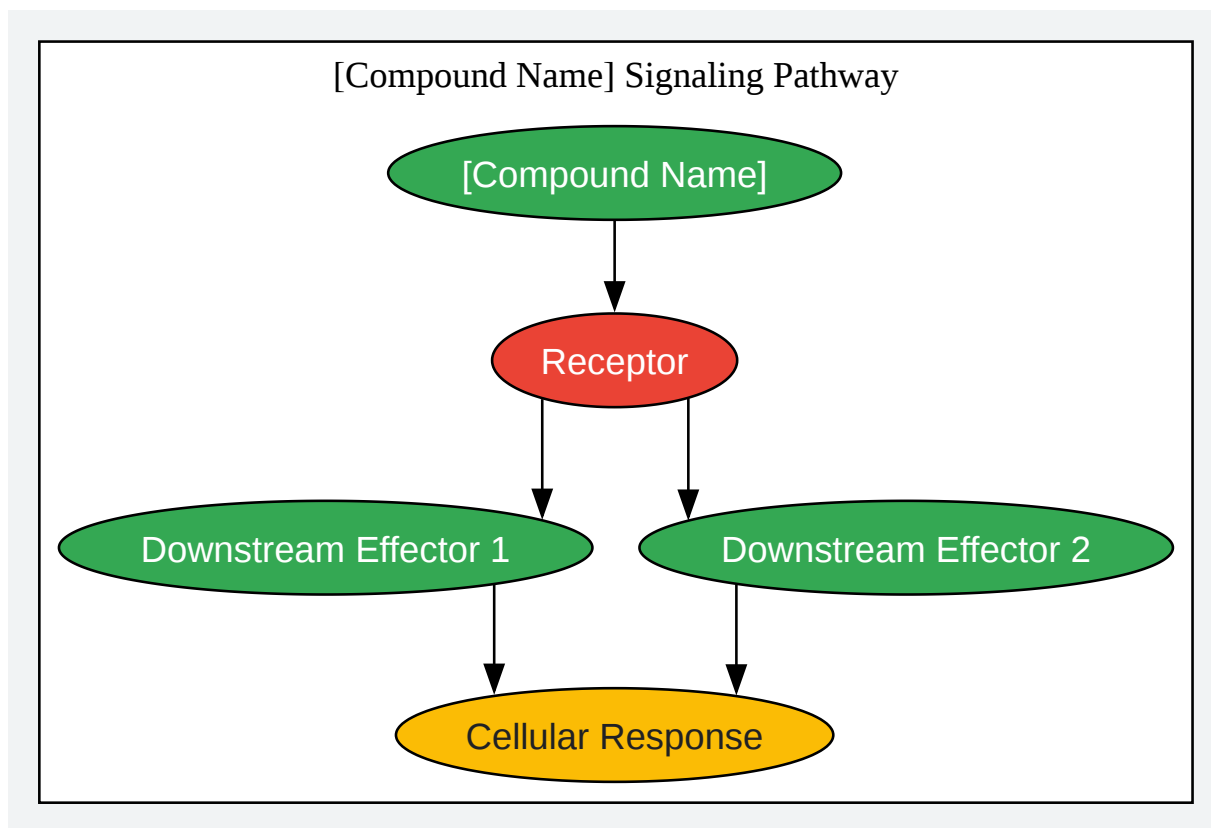 [Compound Name] Signaling Pathway
[Compound Name]
Receptor
Downstream Effector 1
Downstream Effector 2
Cellular Response